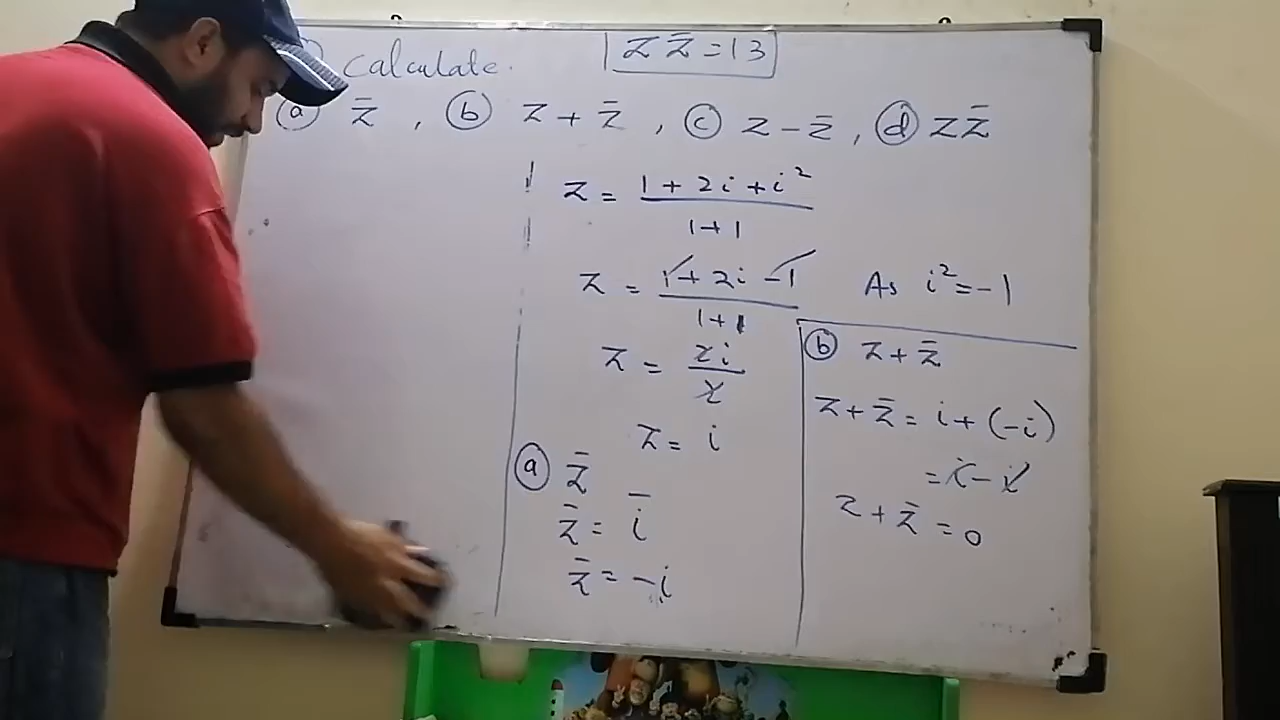 calculate.
z z̄ = 13
ⓐ z̄ , ⓑ z + z̄ , ⓒ z - z̄ , ⓓ z z̄
z = (1 + 2i + i²) / (1 + 1)
z = (1 + 2i - 1) / (1 + 1) As i² = -1
z = 2i / 2
z = i
ⓐ z̄
z̄ = i̅
z̄ = -i
ⓑ z + z̄
z + z̄ = i + (-i)
= i - i
z + z̄ = 0